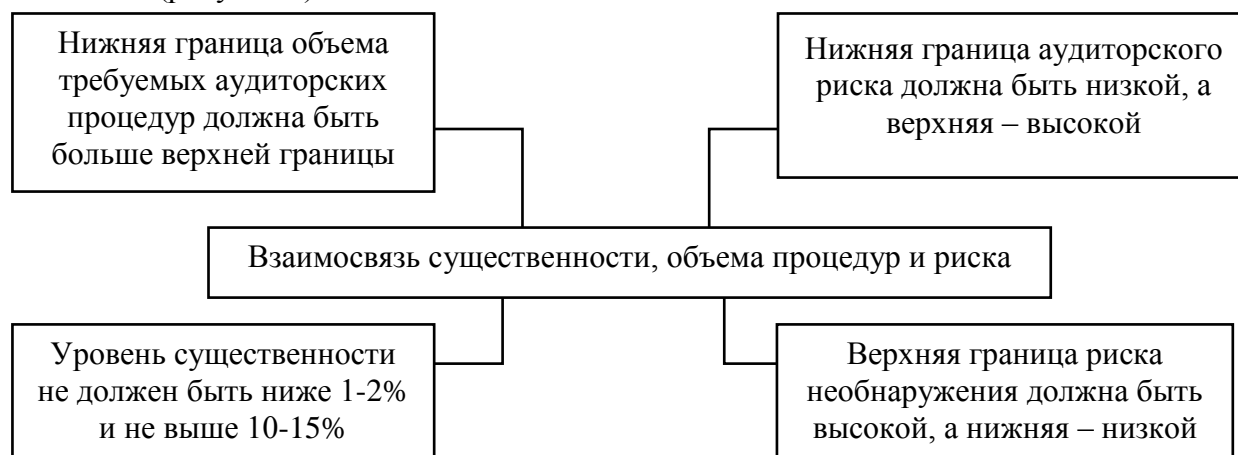 Нижняя граница объема
требуемых аудиторских
процедур должна быть
больше верхней границы
Нижняя граница аудиторского
риска должна быть низкой, а
верхняя – высокой
Взаимосвязь существенности, объема процедур и риска
Уровень существенности
не должен быть ниже 1-2%
и не выше 10-15%
Верхняя граница риска
необнаружения должна быть
высокой, а нижняя – низкой